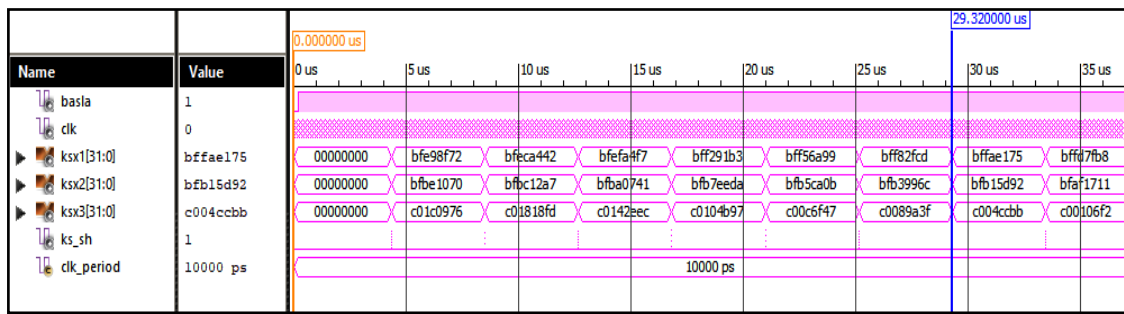 29.320000 us
0.000000 us
Name Value 0 us 5 us 10 us 15 us 20 us 25 us 30 us 35 us
basla 1
clk 0
ksx1[31:0] bffae175 00000000 bfe98f72 bfeca442 bfefa4f7 bff291b3 bff56a99 bff82fcd bffae175 bffd7fb8
ksx2[31:0] bfb15d92 00000000 bfbe1070 bfbc12a7 bfba0741 bfb7eeda bfb5ca0b bfb3996c bfb15d92 bfaf1711
ksx3[31:0] c004ccbb 00000000 c01c0976 c01818fd c0142eec c0104b97 c00c6f47 c0089a3f c004ccbb c00106f2
ks_sh 1
clk_period 10000 ps 10000 ps